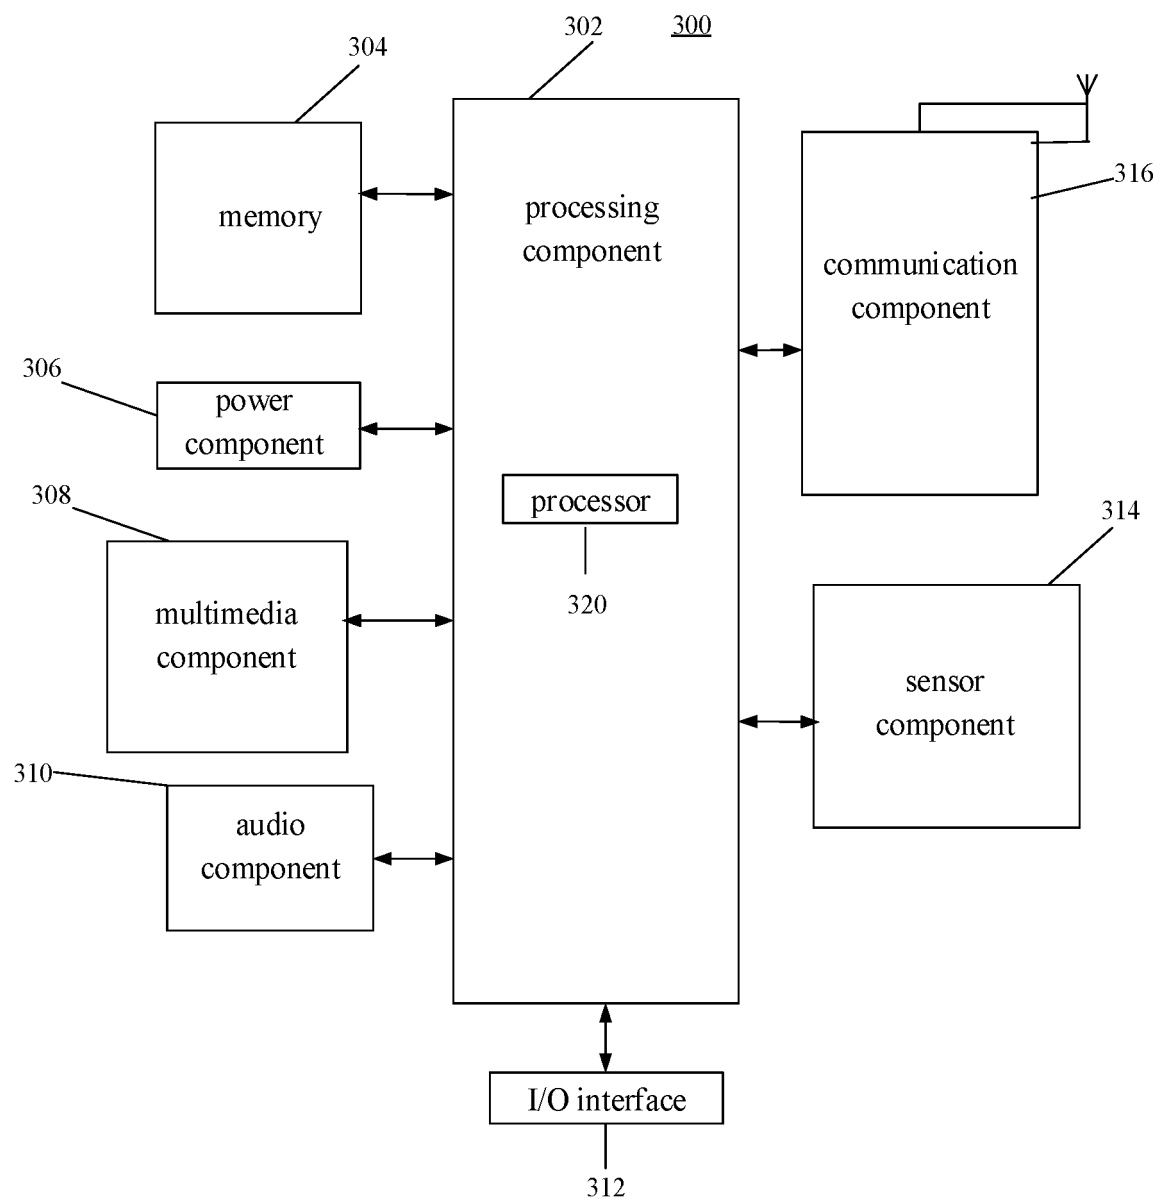 302
300
304
memory
processing
component
316
communication
component
306
power
component
308
processor
320
314
multimedia
component
sensor
component
310
audio
component
I/O interface
312